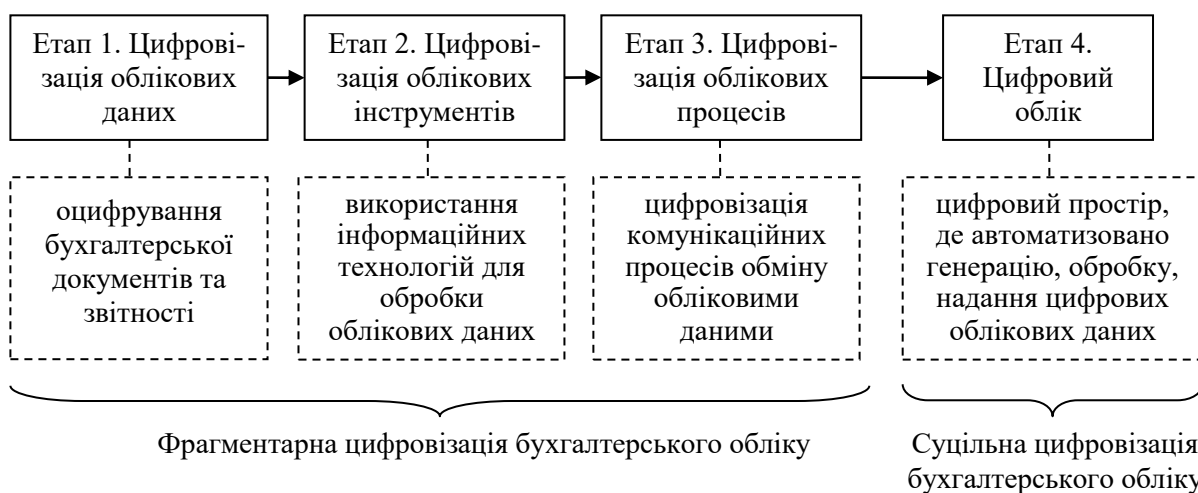 Етап 1. Цифрові-
зація облікових
даних
Етап 2. Цифрові-
зація облікових
інструментів
Етап 3. Цифрові-
зація облікових
процесів
Етап 4.
Цифровий
облік
оцифрування
бухгалтерської
документів та
звітності
використання
інформаційних
технологій для
обробки
облікових даних
цифровізація
комунікаційних
процесів обміну
обліковими
даними
цифровий простір,
де автоматизовано
генерацію, обробку,
надання цифрових
облікових даних
Фрагментарна цифровізація бухгалтерського обліку
Суцільна цифровізація
бухгалтерського обліку